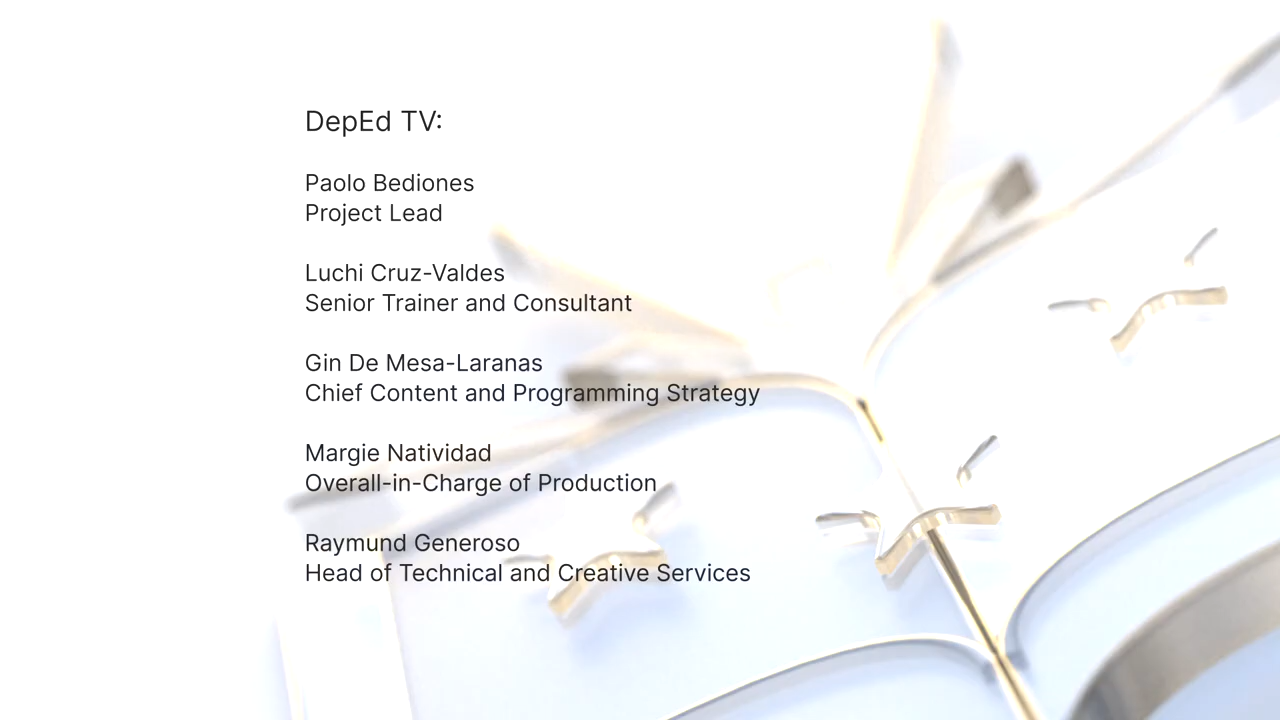 DepEd TV:
Paolo Bediones
Project Lead
Luchi Cruz-Valdes
Senior Trainer and Consultant
Gin De Mesa-Laranas
Chief Content and Programming Strategy
Margie Natividad
Overall-in-Charge of Production
Raymund Generoso
Head of Technical and Creative Services